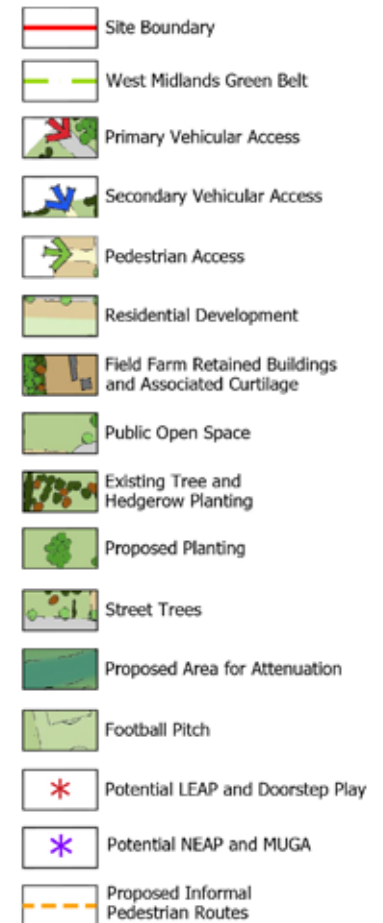 Site Boundary
West Midlands Green Belt
Primary Vehicular Access
Secondary Vehicular Access
Pedestrian Access
Residential Development
Field Farm Retained Buildings
and Associated Curtilage
Public Open Space
Existing Tree and
Hedgerow Planting
Proposed Planting
Street Trees
Proposed Area for Attenuation
Football Pitch
Potential LEAP and Doorstep Play
Potential NEAP and MUGA
Proposed Informal
Pedestrian Routes